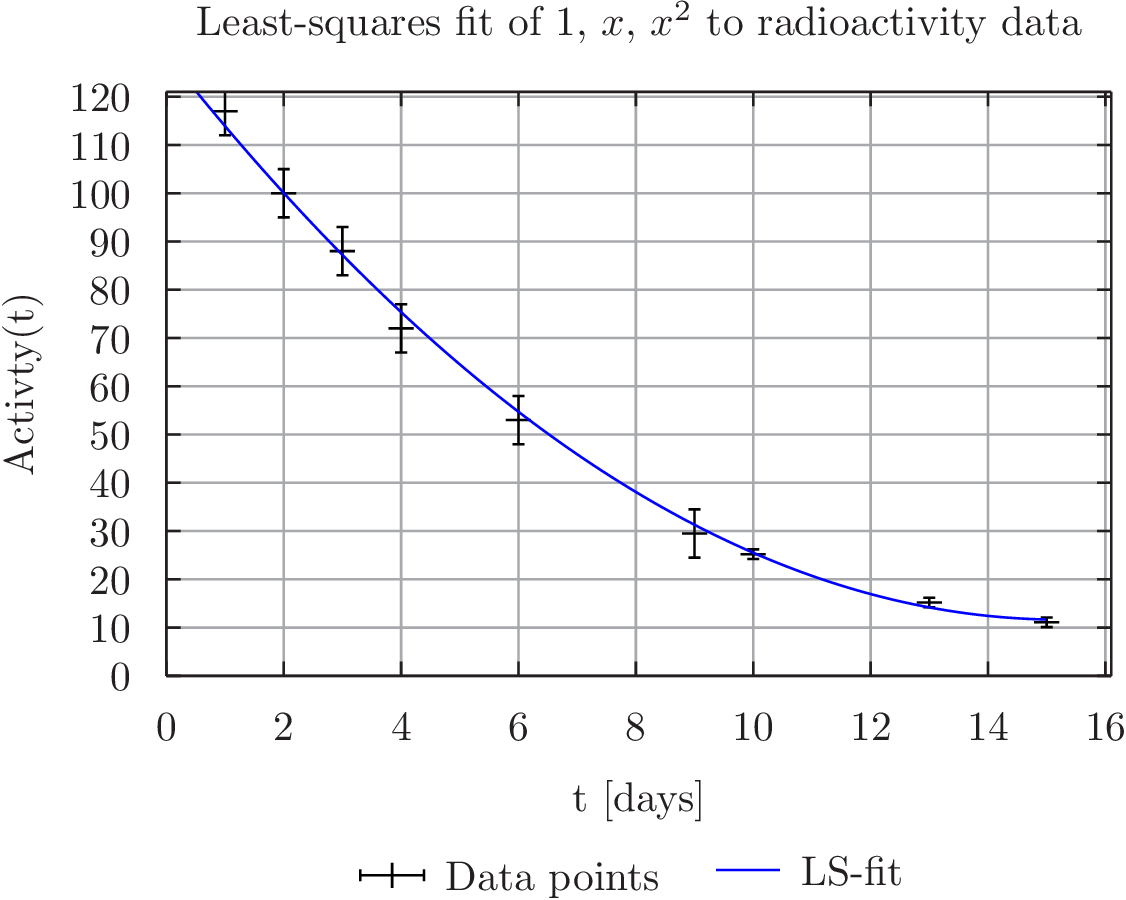 Least-squares fit of 1, x, x² to radioactivity data
120
110
100
90
80
70
60
50
40
30
20
10
0
Activty(t)
0 2 4 6 8 10 12 14 16
t [days]
Data points LS-fit